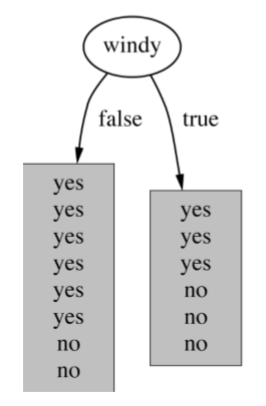 windy
false
true
yes
yes
yes
yes
yes
yes
no
no
yes
yes
yes
no
no
no